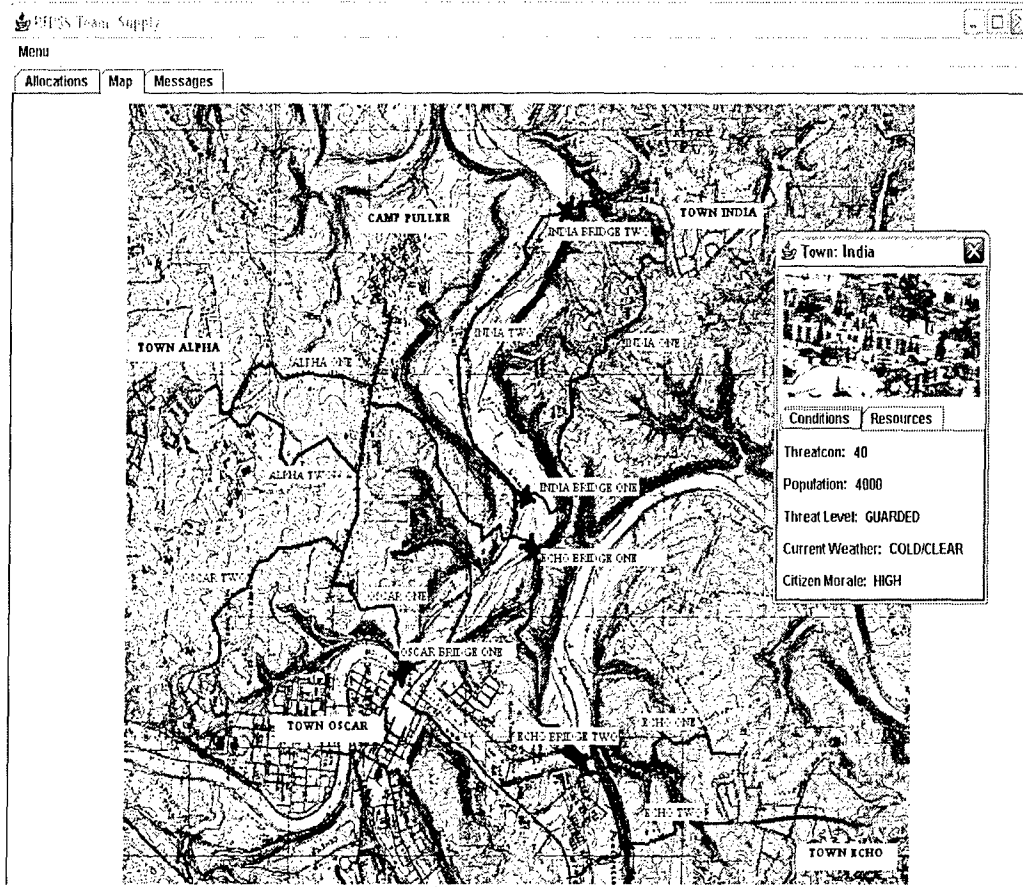 Team Supply
Menu
Allocations Map Messages
CAMP FULLER
TOWN INDIA
INDIA BRIDGE TWO
Town: India
INDIA TWO
INDIA ONE
TOWN ALPHA
ALPHA ONE
Conditions Resources
Threatcon: 40
ALPHA TWO
INDIA BRIDGE ONE
Population: 4000
Threat Level: GUARDED
ECHO BRIDGE ONE
Current Weather: COLD/CLEAR
OSCAR TWO
Citizen Morale: HIGH
OSCAR ONE
OSCAR BRIDGE ONE
TOWN OSCAR
ECHO ONE
ECHO BRIDGE TWO
ECHO TWO
TOWN ECHO